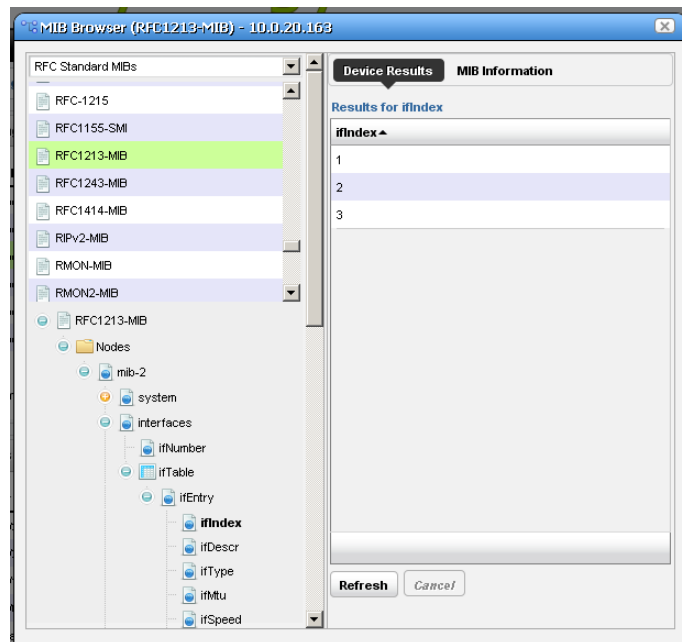 MIB Browser (RFC1213-MIB) - 10.0.20.163
RFC Standard MIBs
RFC-1215
RFC1155-SMI
RFC1213-MIB
RFC1243-MIB
RFC1414-MIB
RIPv2-MIB
RMON-MIB
RMON2-MIB
RFC1213-MIB
Nodes
mib-2
system
interfaces
ifNumber
ifTable
ifEntry
ifIndex
ifDescr
ifType
ifMtu
ifSpeed
Device Results MIB Information
Results for ifIndex
ifIndex
1
2
3
Refresh Cancel